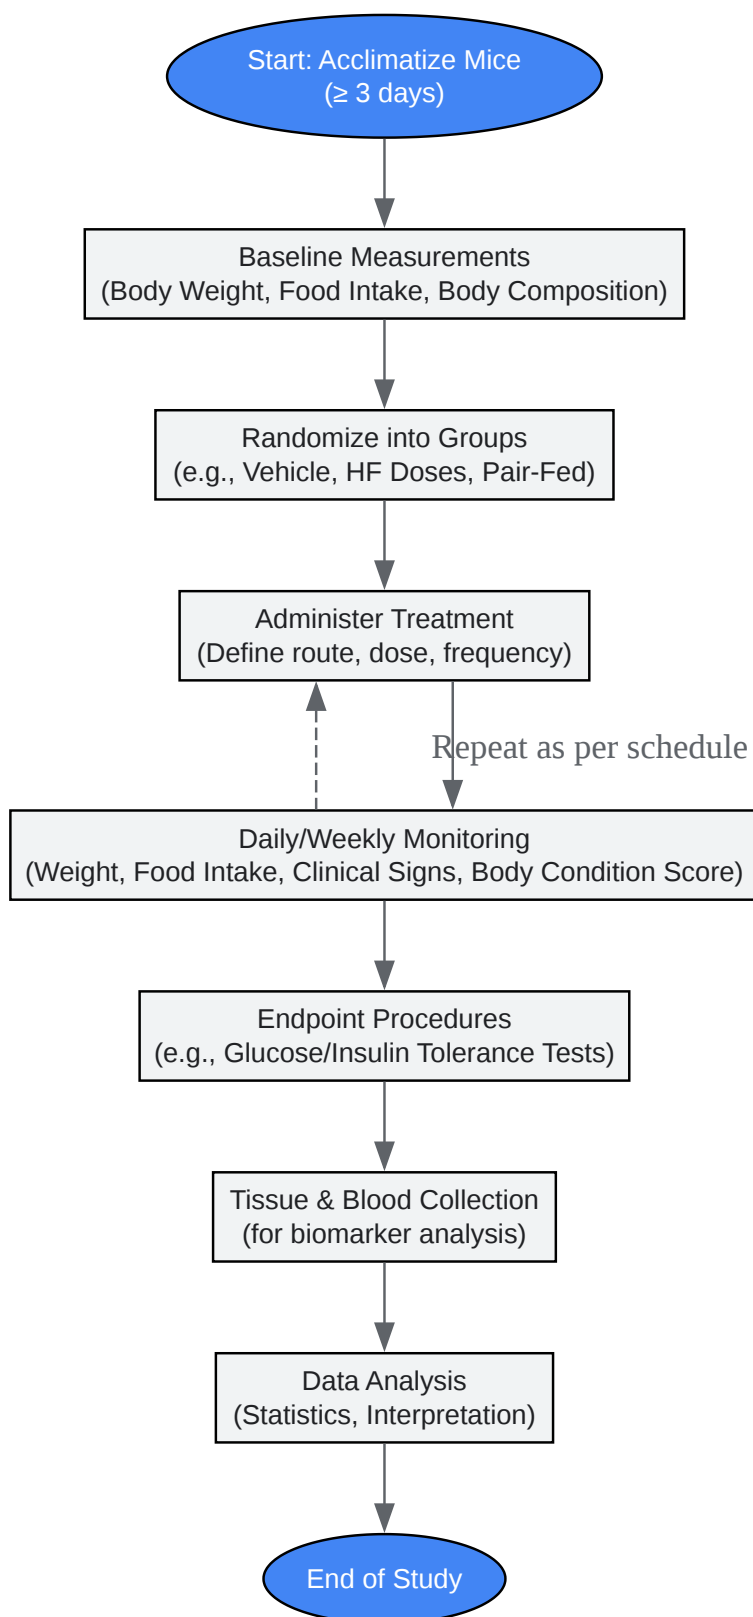 Start: Acclimatize Mice
(≥ 3 days)
Baseline Measurements
(Body Weight, Food Intake, Body Composition)
Randomize into Groups
(e.g., Vehicle, HF Doses, Pair-Fed)
Administer Treatment
(Define route, dose, frequency)
Repeat as per schedule
Daily/Weekly Monitoring
(Weight, Food Intake, Clinical Signs, Body Condition Score)
Endpoint Procedures
(e.g., Glucose/Insulin Tolerance Tests)
Tissue & Blood Collection
(for biomarker analysis)
Data Analysis
(Statistics, Interpretation)
End of Study